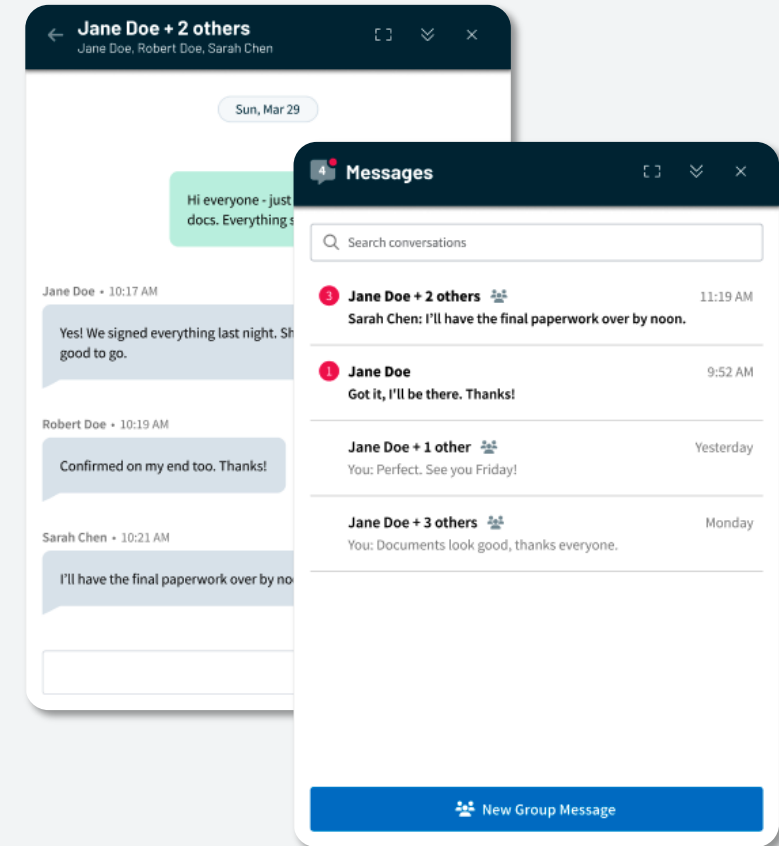 Jane Doe + 2 others
Jane Doe, Robert Doe, Sarah Chen
Sun, Mar 29
Hi everyone - just
docs. Everything
Jane Doe • 10:17 AM
Yes! We signed everything last night.
good to go.
Robert Doe • 10:19 AM
Confirmed on my end too. Thanks!
Sarah Chen • 10:21 AM
I'll have the final paperwork over by
4
Messages
Search conversations
3
Jane Doe + 2 others
11:19 AM
Sarah Chen: I'll have the final paperwork over by noon.
1
Jane Doe
9:52 AM
Got it, I'll be there. Thanks!
Jane Doe + 1 other
Yesterday
You: Perfect. See you Friday!
Jane Doe + 3 others
Monday
You: Documents look good, thanks everyone.
New Group Message